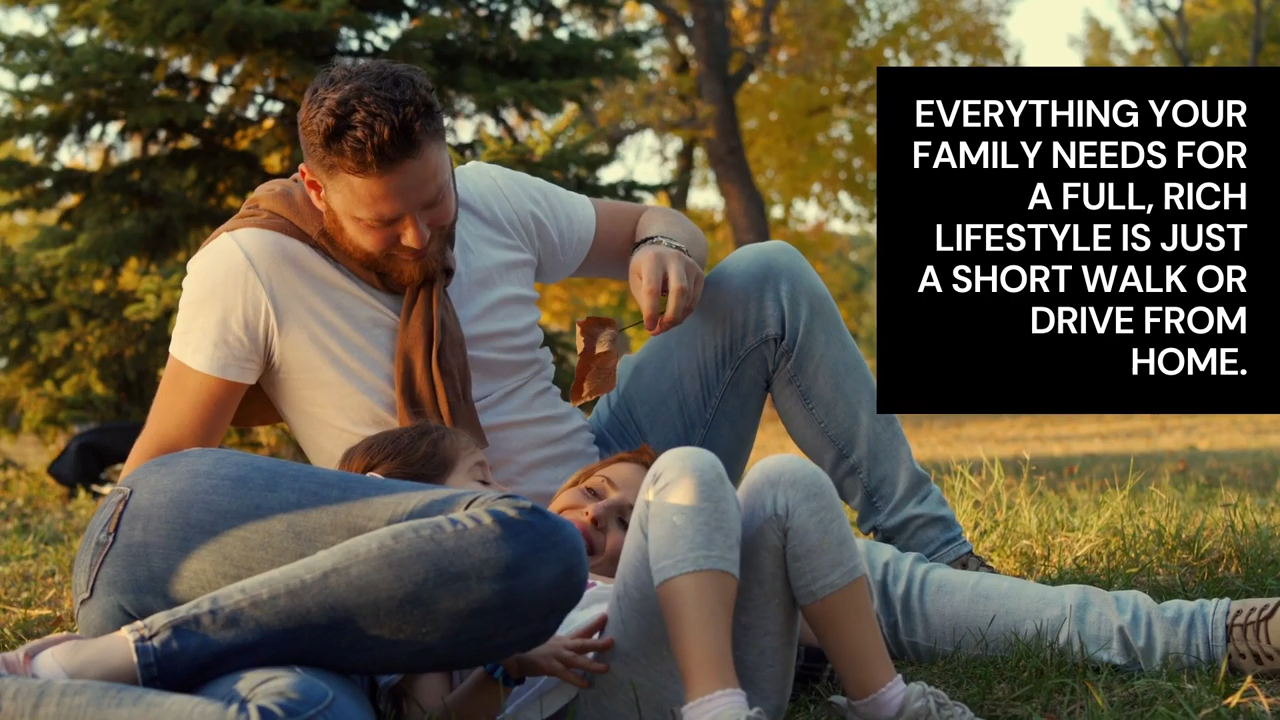 EVERYTHING YOUR
FAMILY NEEDS FOR
A FULL, RICH
LIFESTYLE IS JUST
A SHORT WALK OR
DRIVE FROM
HOME.